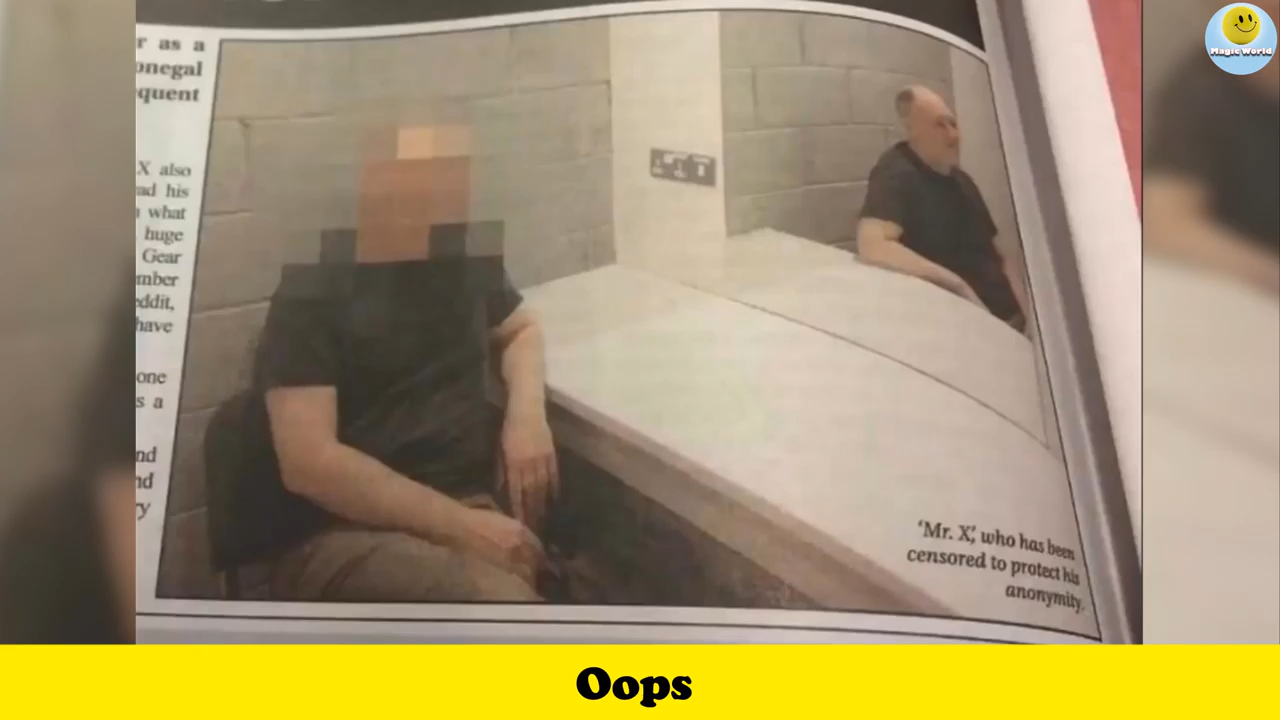 r as a
onegal
quent
X also
ad his
what
huge
Gear
mber
eddit,
have
one
s a
nd
nd
ry
'Mr. X', who has been
censored to protect his
anonymity.
Magic World
Oops